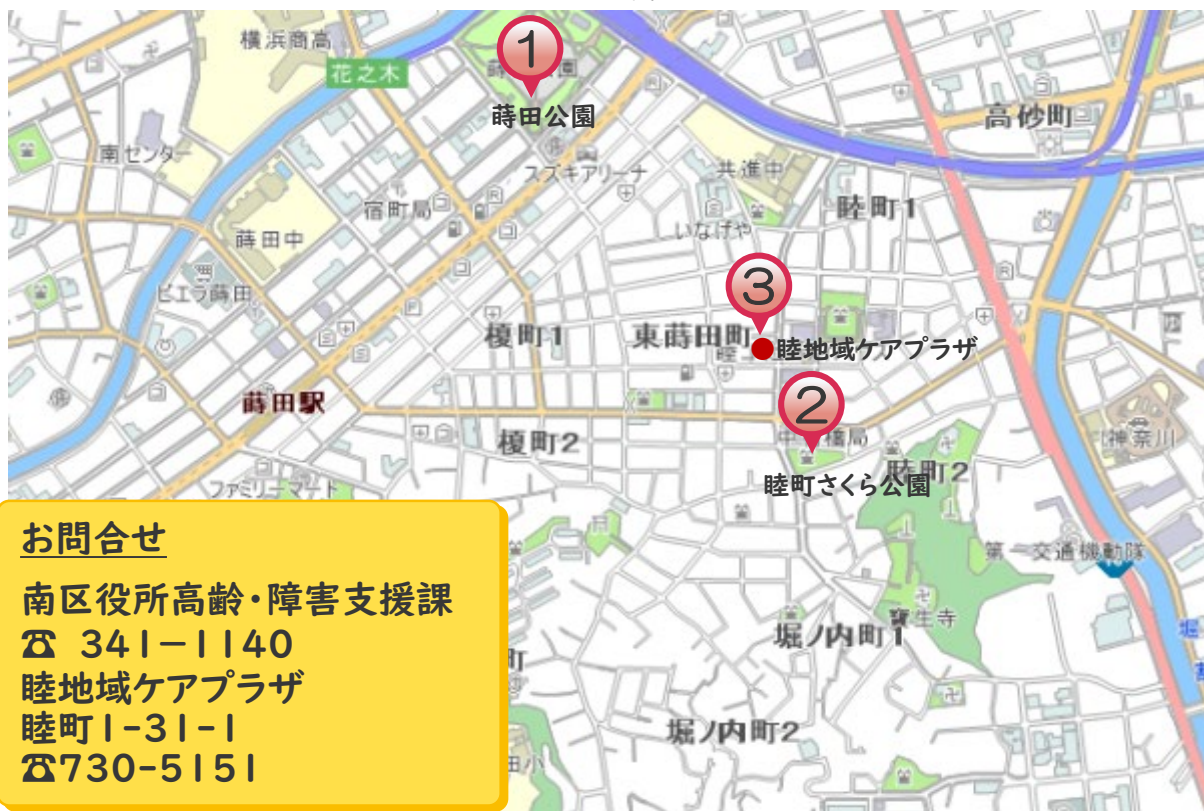 横浜商高
花之木
1
蒔田公園
高砂町
南センター
スズキアリーナ
共進中
宿町局
睦町1
いなげや
蒔田中
ビエラ蒔田
3
榎町1
東蒔田町
睦地域ケアプラザ
蒔田駅
2
榎町2
睦町2
神奈川
ファミリーマート
睦町さくら公園
第一交通機動隊
寶生寺
堀ノ内町1
堀ノ内町2
お問合せ
南区役所高齢・障害支援課
☎ 341-1140
睦地域ケアプラザ
睦町1-31-1
☎730-5151